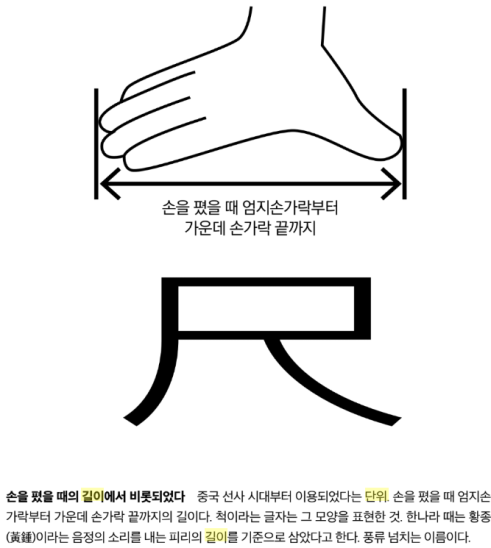 손을 폈을 때 엄지손가락부터
가운데 손가락 끝까지
尺
손을 폈을 때의 길이에서 비롯되었다 중국 선사 시대부터 이용되었다는 단위. 손을 폈을 때 엄지손
가락부터 가운데 손가락 끝까지의 길이다. 척이라는 글자는 그 모양을 표현한 것. 한나라 때는 황종
(黃鍾)이라는 음정의 소리를 내는 피리의 길이를 기준으로 삼았다고 한다. 풍류 넘치는 이름이다.